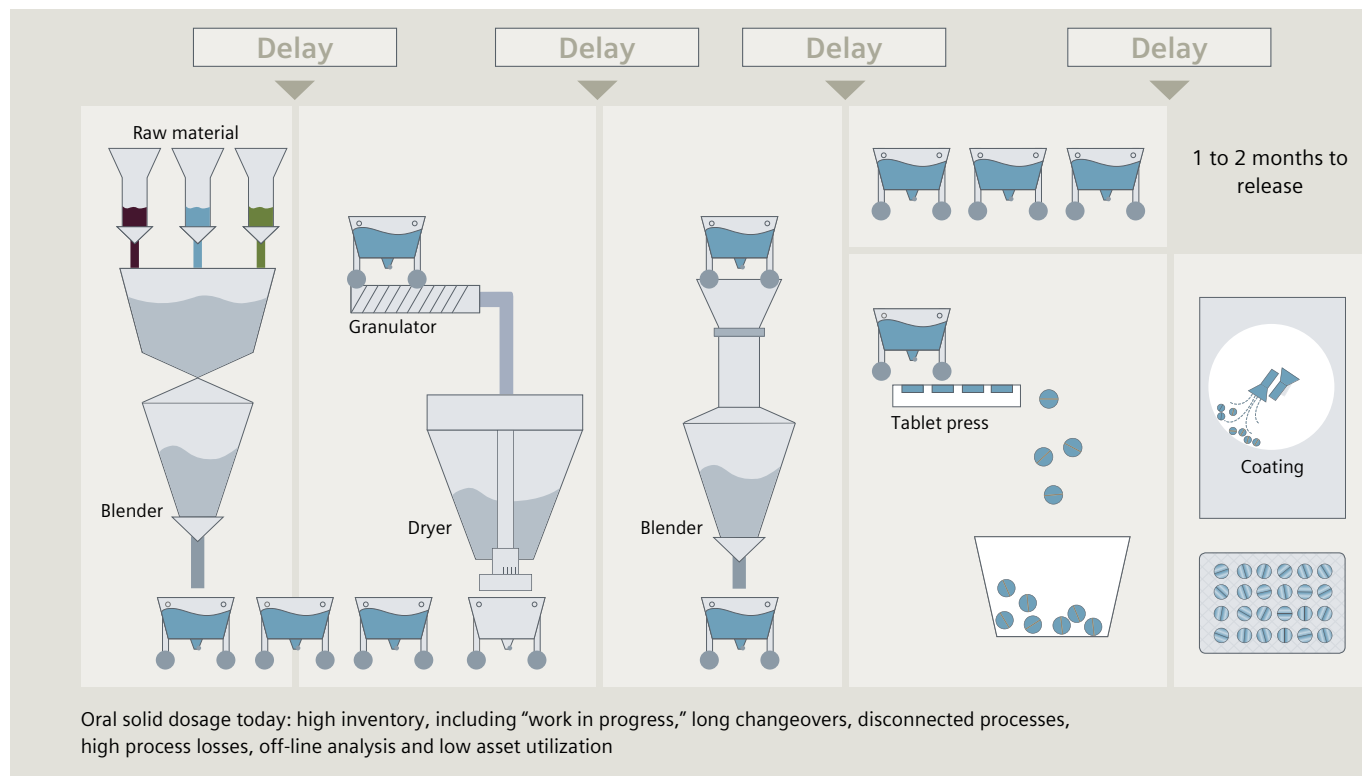 Delay
Delay
Delay
Delay
Raw material
1 to 2 months to
release
Granulator
Tablet press
Coating
Blender
Dryer
Blender
Oral solid dosage today: high inventory, including “work in progress,” long changeovers, disconnected processes,
high process losses, off-line analysis and low asset utilization